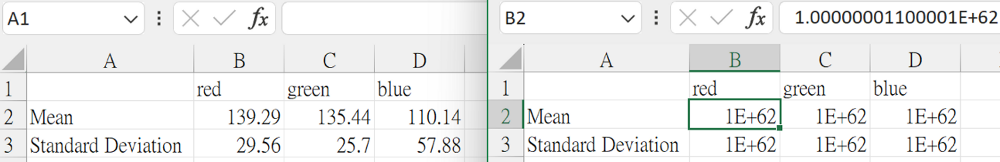 A1 fx B2 fx 1.00000001100001E+62
A B C D A B C D
1 red green blue 1 red green blue
2 Mean 139.29 135.44 110.14 2 Mean 1E+62 1E+62 1E+62
3 Standard Deviation 29.56 25.7 57.88 3 Standard Deviation 1E+62 1E+62 1E+62